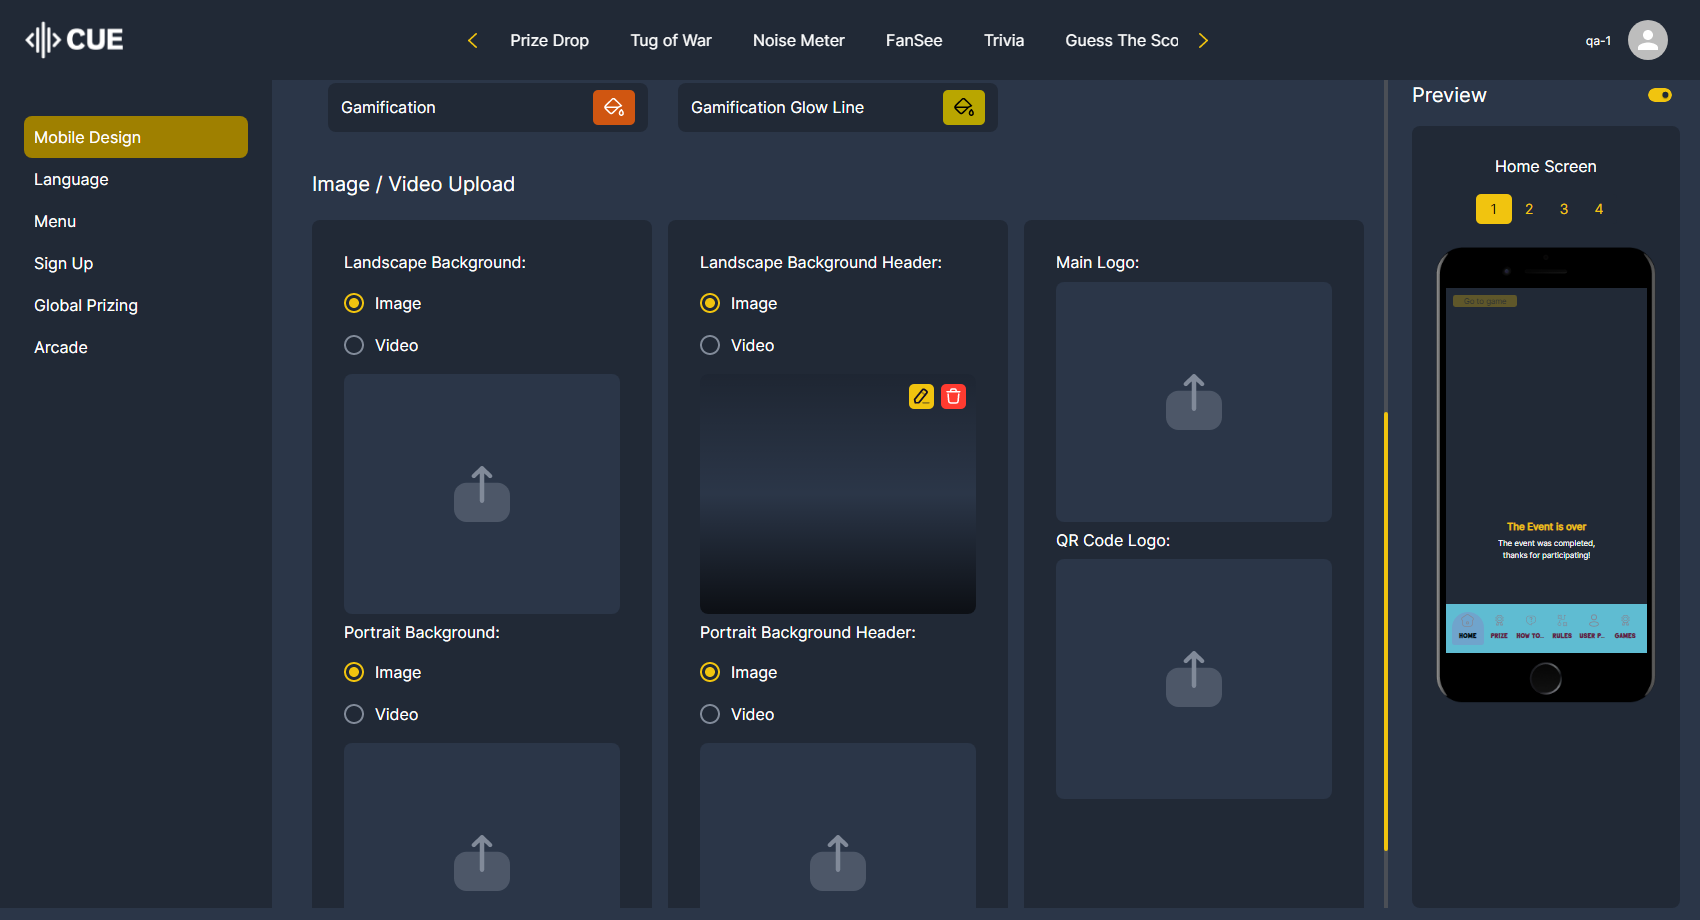 CUE
Prize Drop
Tug of War
Noise Meter
FanSee
Trivia
Guess The Sco
qa-1
Mobile Design
Language
Menu
Sign Up
Global Prizing
Arcade
Gamification
Gamification Glow Line
Image / Video Upload
Landscape Background:
Image
Video
Portrait Background:
Image
Video
Landscape Background Header:
Image
Video
Portrait Background Header:
Image
Video
Main Logo:
QR Code Logo:
Preview
Home Screen
1 2 3 4
Go to game
The Event is over
The event was completed,
thanks for participating!
HOME PRIZE HOW TO.. RULES USER P.. GAMES